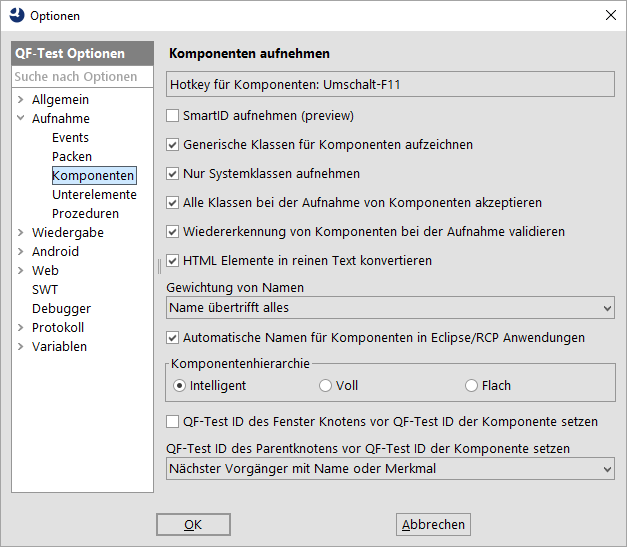 Optionen
QF-Test Optionen
Suche nach Optionen
Allgemein
Aufnahme
Events
Packen
Komponenten
Unterelemente
Prozeduren
Wiedergabe
Android
Web
SWT
Debugger
Protokoll
Variablen
Komponenten aufnehmen
Hotkey für Komponenten: Umschalt-F11
SmartID aufnehmen (preview)
Generische Klassen für Komponenten aufzeichnen
Nur Systemklassen aufnehmen
Alle Klassen bei der Aufnahme von Komponenten akzeptieren
Wiedererkennung von Komponenten bei der Aufnahme validieren
HTML Elemente in reinen Text konvertieren
Gewichtung von Namen
Name übertrifft alles
Automatische Namen für Komponenten in Eclipse/RCP Anwendungen
Komponentenhierarchie
Intelligent Voll Flach
QF-Test ID des Fenster Knotens vor QF-Test ID der Komponente setzen
QF-Test ID des Parentknotens vor QF-Test ID der Komponente setzen
Nächster Vorgänger mit Name oder Merkmal
OK Abbrechen